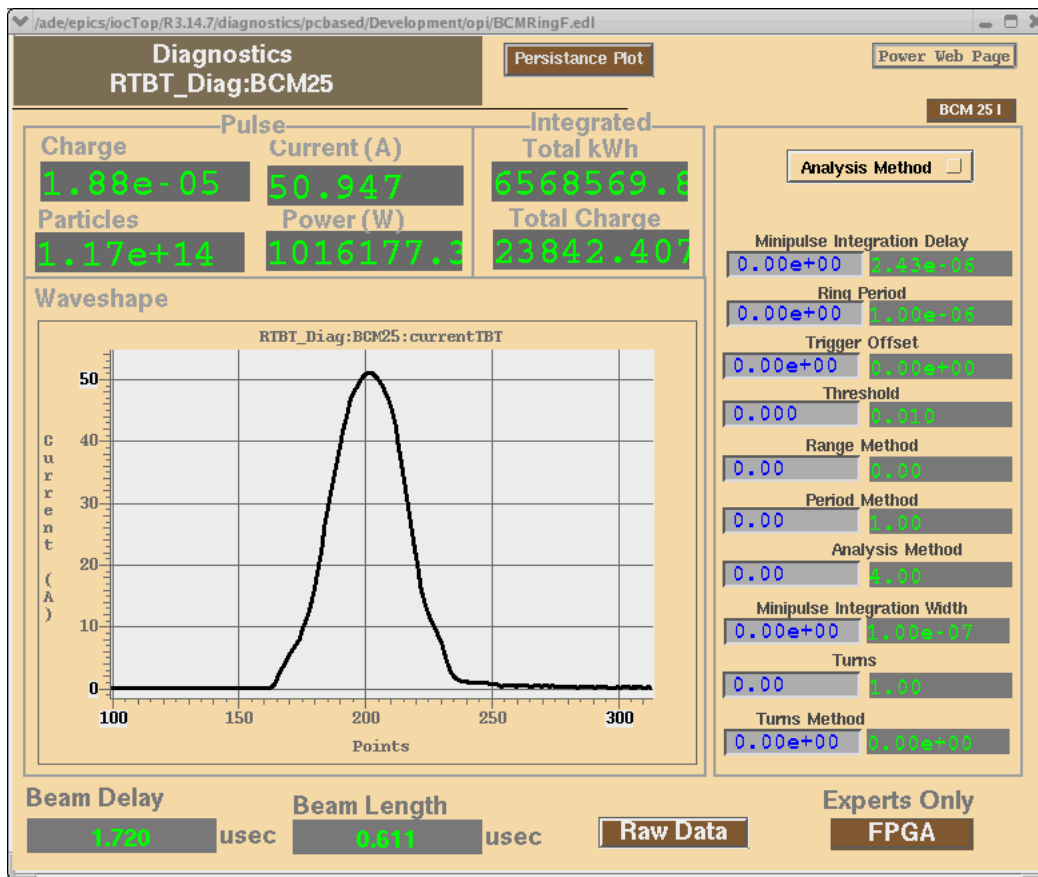 /ade/epics/iocTop/R3.14.7/diagnostics/pcbased/Development/opi/BCMRingF.edl
Diagnostics
RTBT_Diag:BCM25
Persistance Plot
Power Web Page
BCM 25 I
Pulse
Integrated
Charge
Current (A)
Total kWh
1.88e-05
50.947
6568569.8
Particles
Power (W)
Total Charge
1.17e+14
1016177.3
23842.407
Waveshape
RTBT_Diag:BCM25:currentTBT
Current (A)
50
40
30
20
10
0
100 150 200 250 300
Points
Analysis Method
Minipulse Integration Delay
0.00e+00 2.43e-06
Ring Period
0.00e+00 1.00e-06
Trigger Offset
0.00e+00 0.00e+00
Threshold
0.000 0.010
Range Method
0.00 0.00
Period Method
0.00 1.00
Analysis Method
0.00 4.00
Minipulse Integration Width
0.00e+00 1.00e-07
Turns
0.00 1.00
Turns Method
0.00e+00 0.00e+00
Beam Delay
1.720 usec
Beam Length
0.611 usec
Raw Data
Experts Only
FPGA